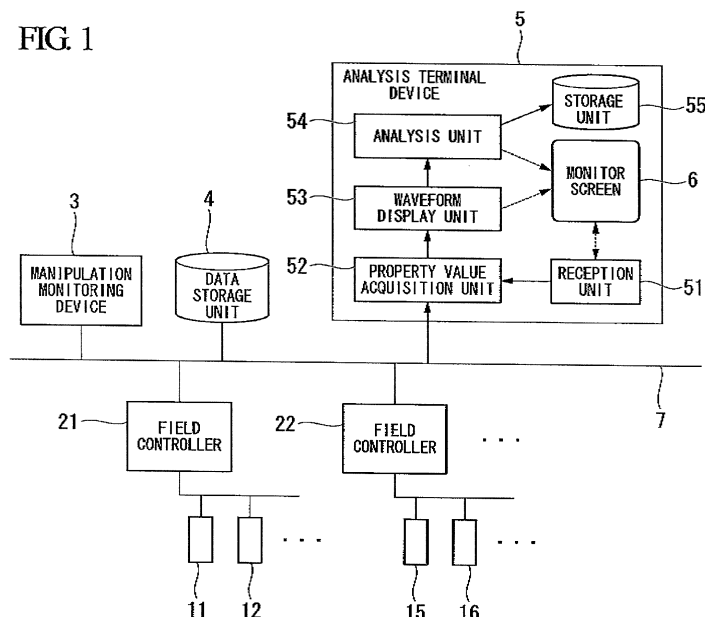 FIG. 1
5
ANALYSIS TERMINAL
DEVICE
54
ANALYSIS UNIT
STORAGE
UNIT
55
53
WAVEFORM
DISPLAY UNIT
MONITOR
SCREEN
6
52
PROPERTY VALUE
ACQUISITION UNIT
RECEPTION
UNIT
51
3
MANIPULATION
MONITORING
DEVICE
4
DATA
STORAGE
UNIT
7
21
FIELD
CONTROLLER
22
FIELD
CONTROLLER
. . .
11
12
. . .
15
16
. . .